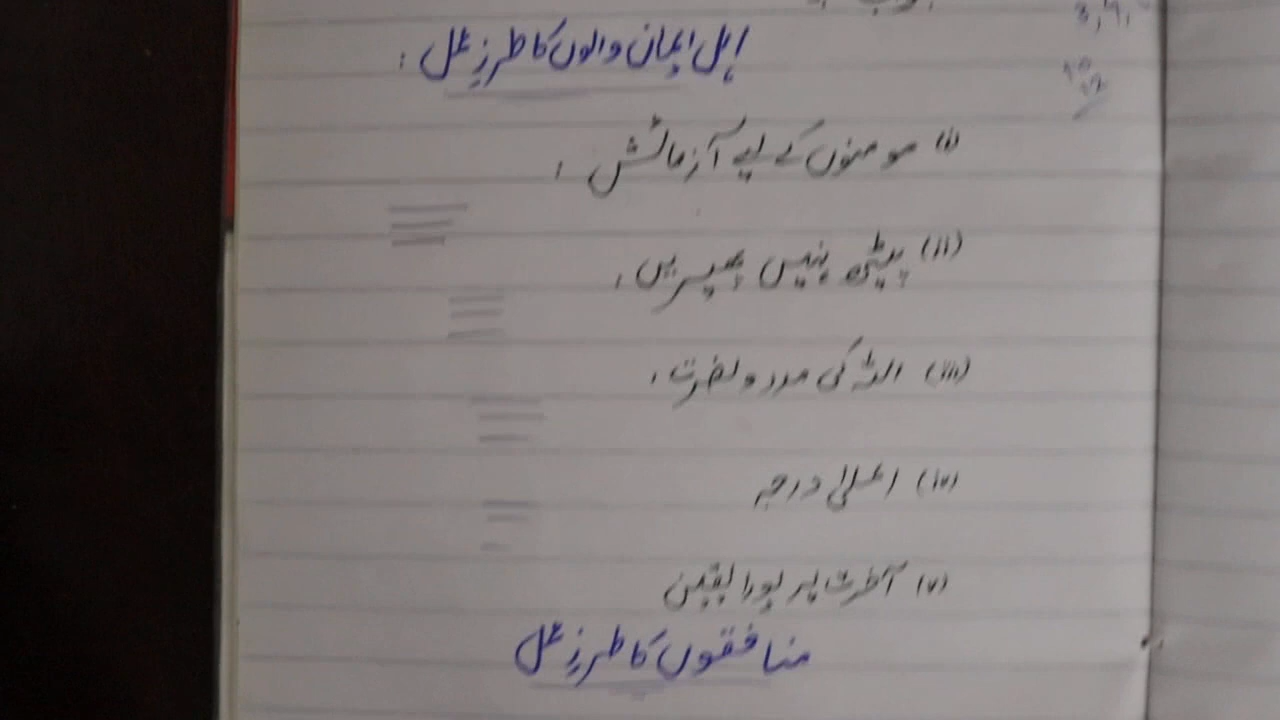 اہل ایمان والوں کا طرزِ عمل :
(i) مومنوں کے لیے آزمائش :
(ii) پیٹھ نہیں پھیریں :
(iii) اللہ کی مدد و نصرت :
(iv) اعلیٰ درجہ
(v) آخرت پر پورا یقین
منافقوں کا طرزِ عمل